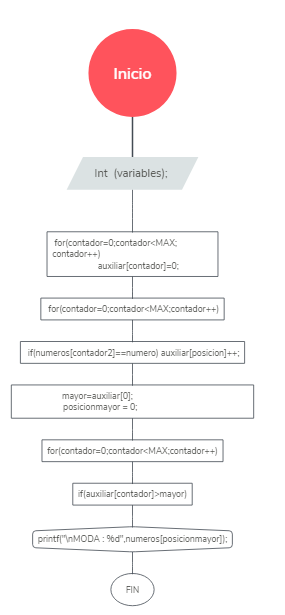 Inicio
Int (variables);
for(contador=0;contador<MAX;
contador++)
auxiliar[contador]=0;
for(contador=0;contador<MAX;contador++)
if(numeros[contador2]==numero) auxiliar[posicion]++;
mayor=auxiliar[0];
posicionmayor = 0;
for(contador=0;contador<MAX;contador++)
if(auxiliar[contador]>mayor)
printf("\nMODA : %d",numeros[posicionmayor]);
FIN